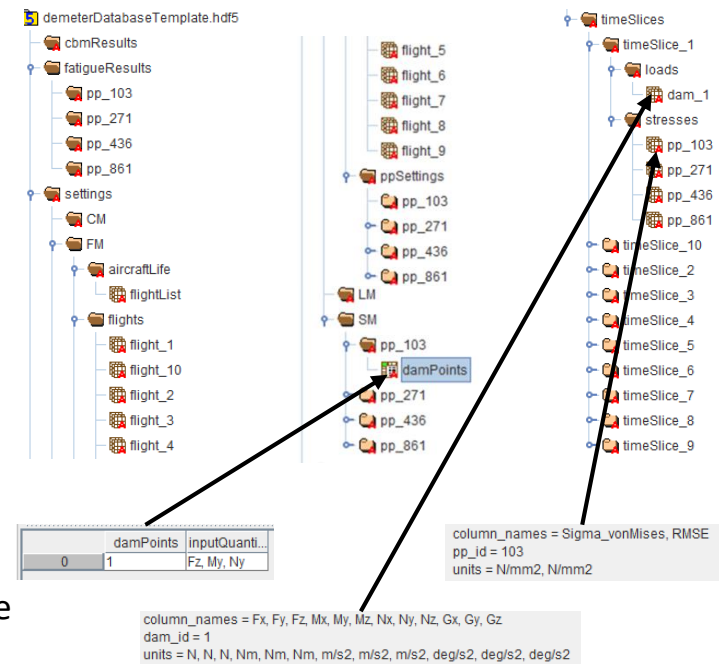 demeterDatabaseTemplate.hdf5
cbmResults
fatigueResults
pp_103
pp_271
pp_436
pp_861
settings
CM
FM
aircraftLife
flightList
flights
flight_1
flight_10
flight_2
flight_3
flight_4
flight_5
flight_6
flight_7
flight_8
flight_9
ppSettings
pp_103
pp_271
pp_436
pp_861
LM
SM
pp_103
damPoints
pp_271
pp_436
pp_861
timeSlices
timeSlice_1
loads
dam_1
stresses
pp_103
pp_271
pp_436
pp_861
timeSlice_10
timeSlice_2
timeSlice_3
timeSlice_4
timeSlice_5
timeSlice_6
timeSlice_7
timeSlice_8
timeSlice_9
damPoints inputQuanti...
0 1 Fz, My, Ny
column_names = Sigma_vonMises, RMSE
pp_id = 103
units = N/mm2, N/mm2
e
column_names = Fx, Fy, Fz, Mx, My, Mz, Nx, Ny, Nz, Gx, Gy, Gz
dam_id = 1
units = N, N, N, Nm, Nm, Nm, m/s2, m/s2, m/s2, deg/s2, deg/s2, deg/s2